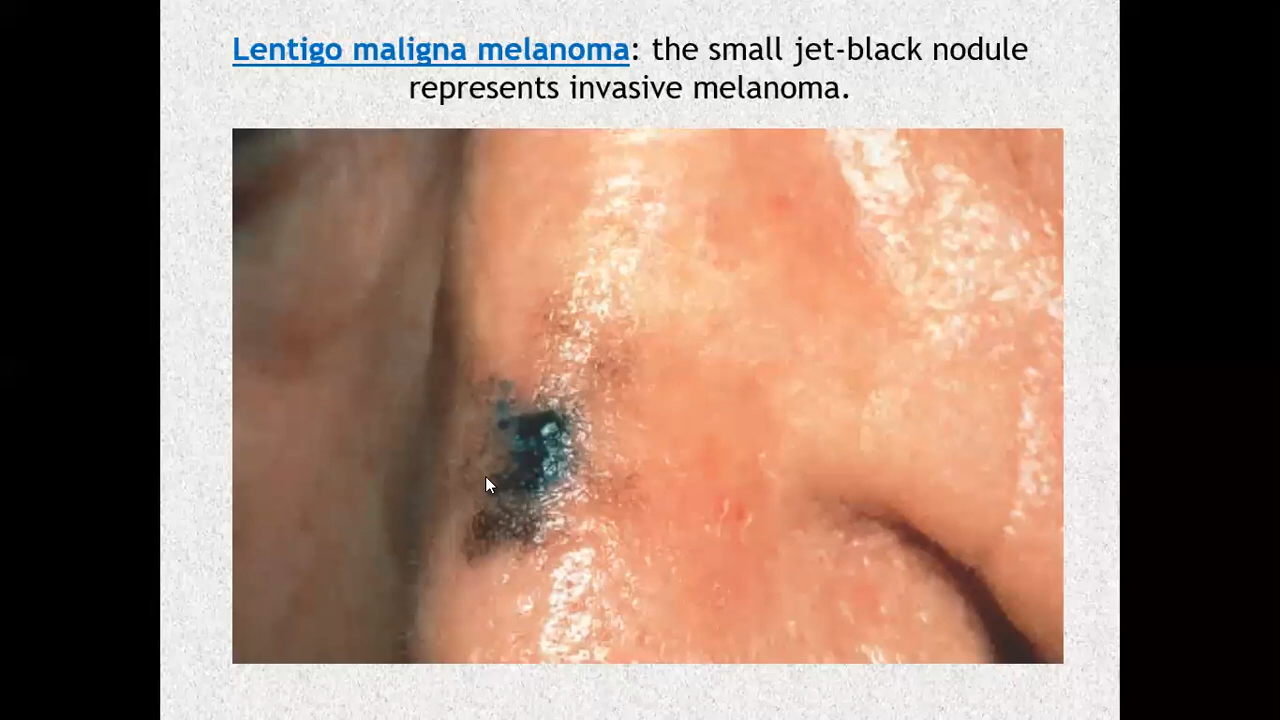 Lentigo maligna melanoma: the small jet-black nodule
represents invasive melanoma.